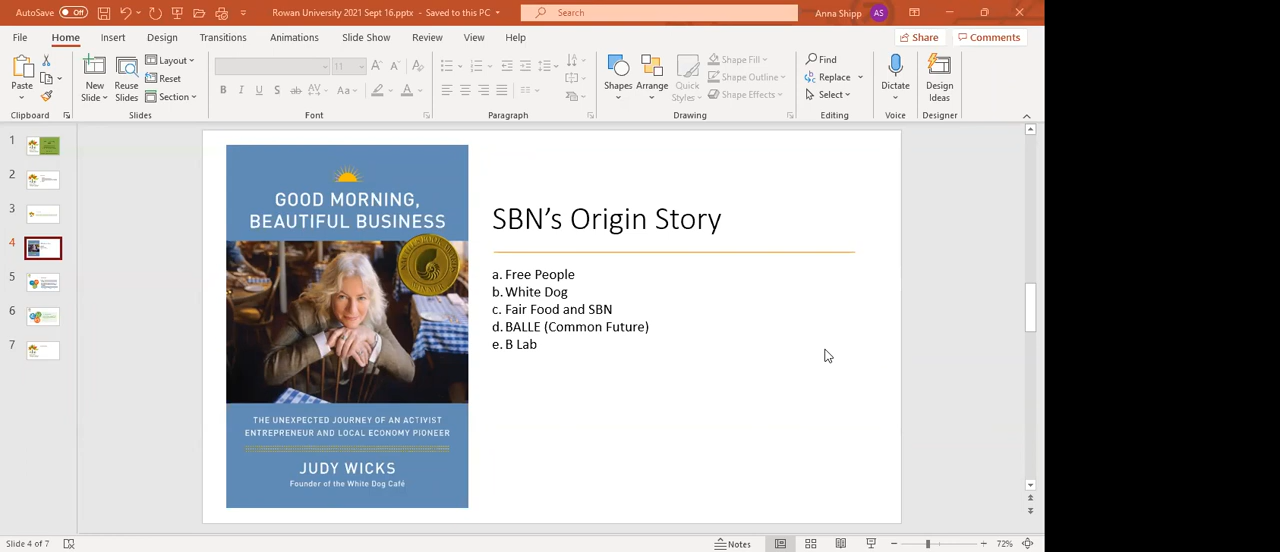 AutoSave Off Rowan University 2021 Sept 16.pptx - Saved to this PC Search Anna Shipp AS
File Home Insert Design Transitions Animations Slide Show Review View Help Share Comments
Paste New Slide Reuse Slides Layout Reset Section 11 Shapes Arrange Quick Styles Shape Fill Shape Outline Shape Effects Find Replace Select Dictate Design Ideas
Clipboard Slides Font Paragraph Drawing Editing Voice Designer
1
2
3
4
5
6
7
GOOD MORNING,
BEAUTIFUL BUSINESS
THE UNEXPECTED JOURNEY OF AN ACTIVIST
ENTREPRENEUR AND LOCAL ECONOMY PIONEER
JUDY WICKS
Founder of the White Dog Café
SBN's Origin Story
a. Free People
b. White Dog
c. Fair Food and SBN
d. BALLE (Common Future)
e. B Lab
Slide 4 of 7 Notes 72%